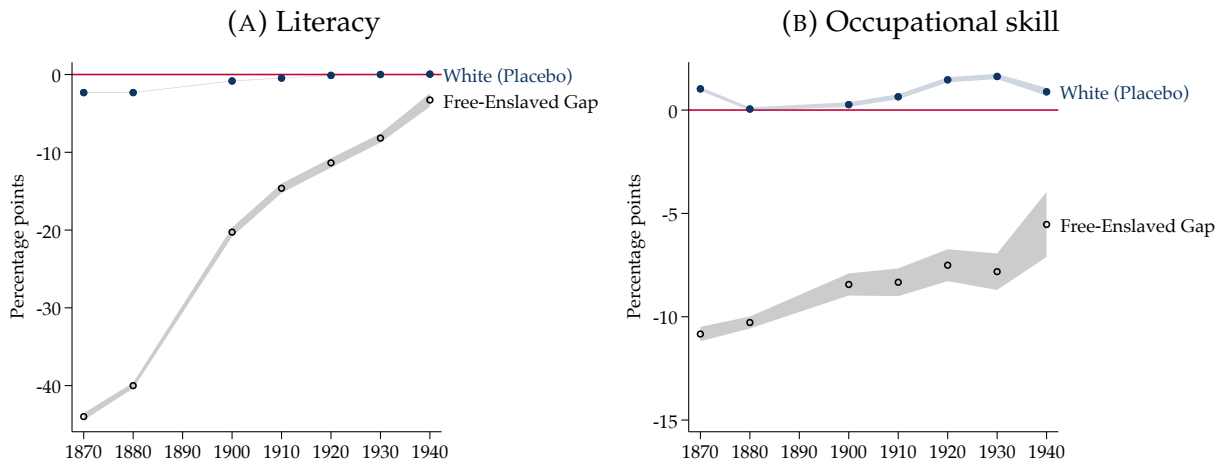 (A) Literacy
Percentage points
0
-10
-20
-30
-40
White (Placebo)
Free-Enslaved Gap
1870 1880 1890 1900 1910 1920 1930 1940
(B) Occupational skill
Percentage points
0
-5
-10
-15
White (Placebo)
Free-Enslaved Gap
1870 1880 1890 1900 1910 1920 1930 1940